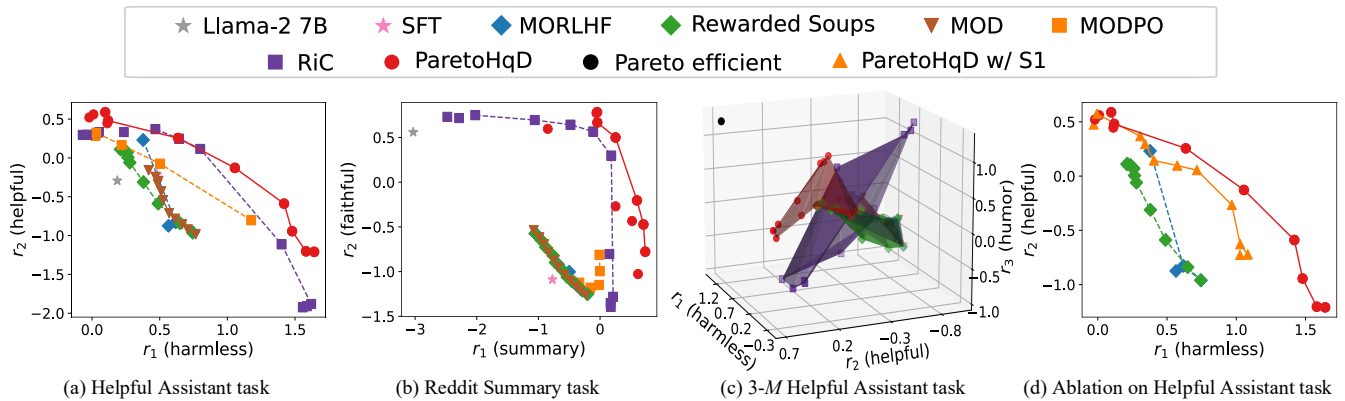 Llama-2 7B SFT MORLHF Rewarded Soups MOD MODPO
RiC ParetoHqD Pareto efficient ParetoHqD w/ S1
0.5
0.0
−0.5
−1.0
−1.5
−2.0
r2 (helpful)
0.0 0.5 1.0 1.5
r1 (harmless)
(a) Helpful Assistant task
0.5
0.0
−0.5
−1.0
−1.5
r2 (faithful)
−3 −2 −1 0
r1 (summary)
(b) Reddit Summary task
1.0
0.5
0.0
−0.5
−1.0
r3 (humor)
1.2
0.7
0.2
−0.3
r1 (harmless)
0.7 0.2 −0.3 −0.8
r2 (helpful)
(c) 3-M Helpful Assistant task
0.5
0.0
−0.5
−1.0
r2 (helpful)
0.0 0.5 1.0 1.5
r1 (harmless)
(d) Ablation on Helpful Assistant task